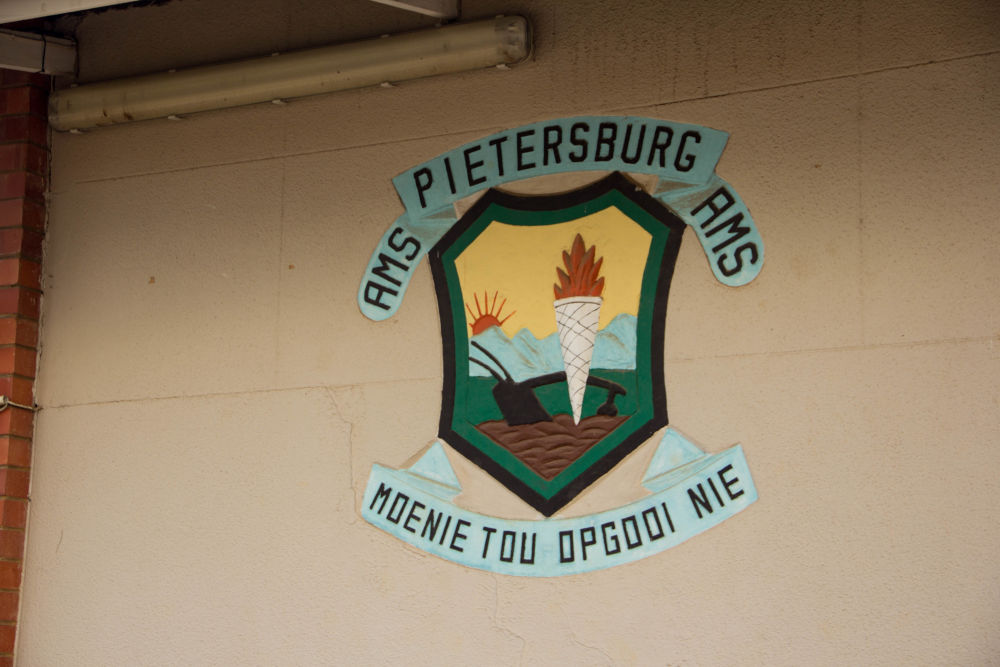 PIETERSBURG
AMS
AMS
MOENIE TOU OPGOOI NIE